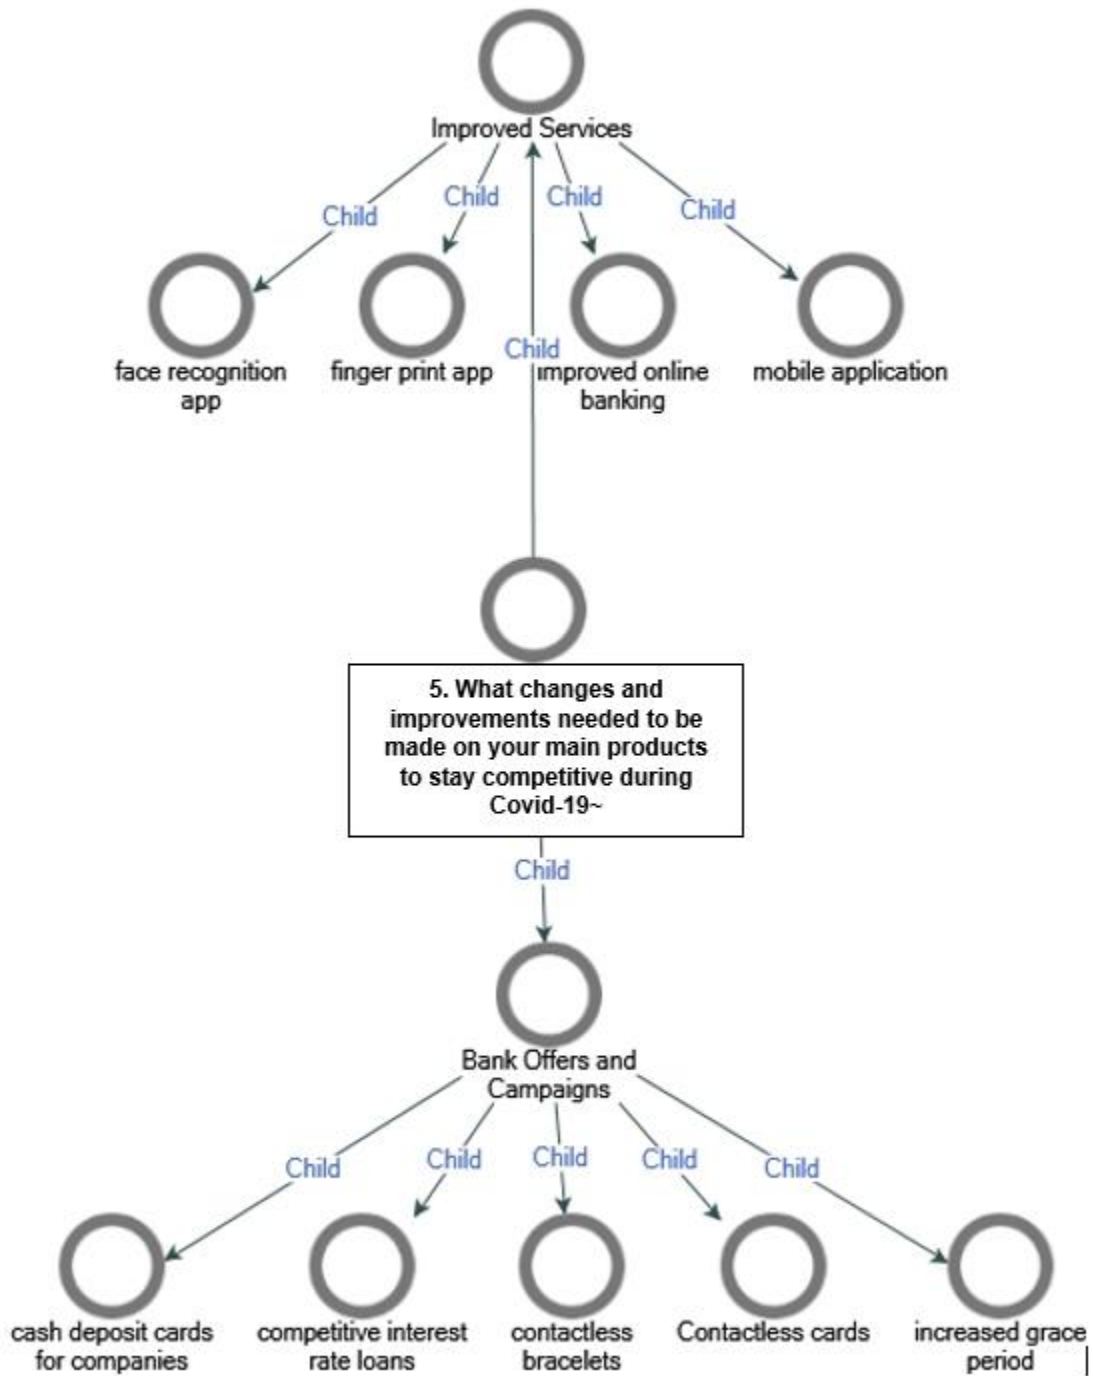 Improved Services
Child
Child
Child
Child
face recognition
app
finger print app
improved online
banking
mobile application
Child
5. What changes and
improvements needed to be
made on your main products
to stay competitive during
Covid-19~
Child
Bank Offers and
Campaigns
Child
Child
Child
Child
Child
cash deposit cards
for companies
competitive interest
rate loans
contactless
bracelets
Contactless cards
increased grace
period